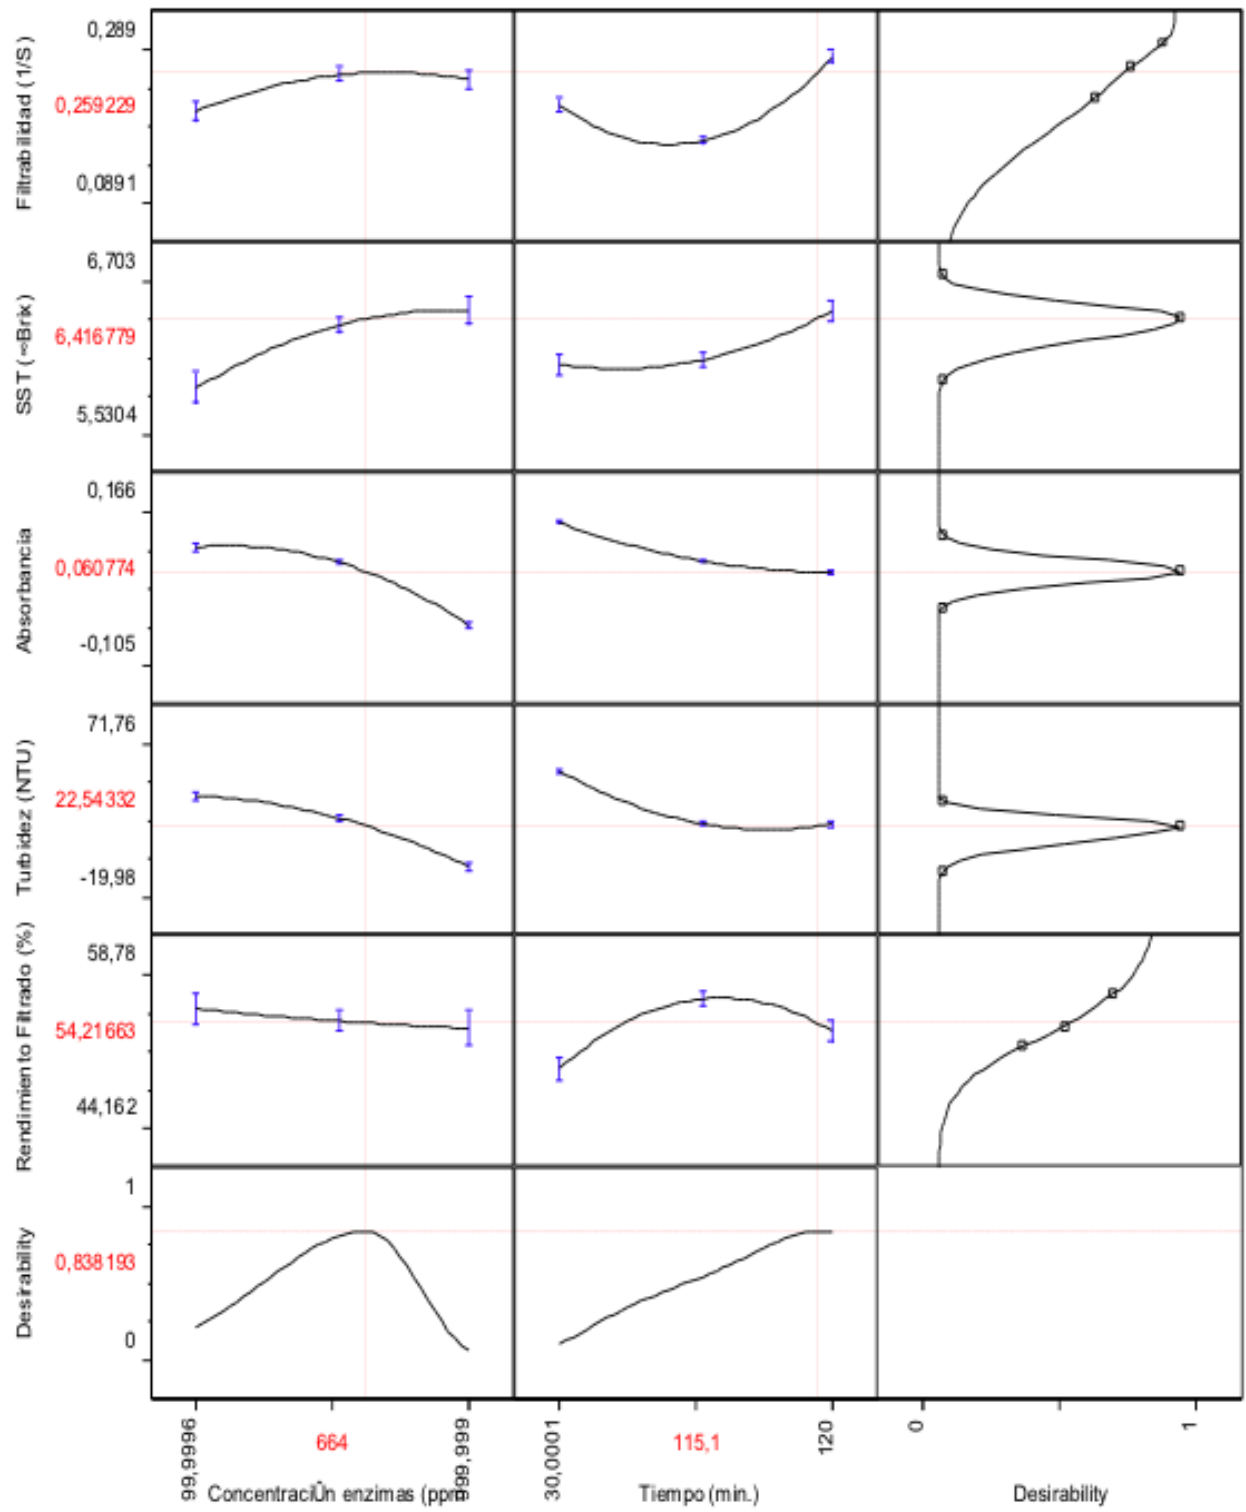 Filtrabilidad (1/S)
0,289
0,259229
0,0891
SST (∞Brix)
6,703
6,416779
5,5304
Absorbancia
0,166
0,060774
-0,105
Turbidez (NTU)
71,76
22,54332
-19,98
Rendimiento Filtrado (%)
58,78
54,21663
44,162
Desirability
1
0,838193
0
99,9996
664
999,9999
30,0001
115,1
120
0
1
ConcentraciÛn enzimas (ppm
Tiempo (min.)
Desirability